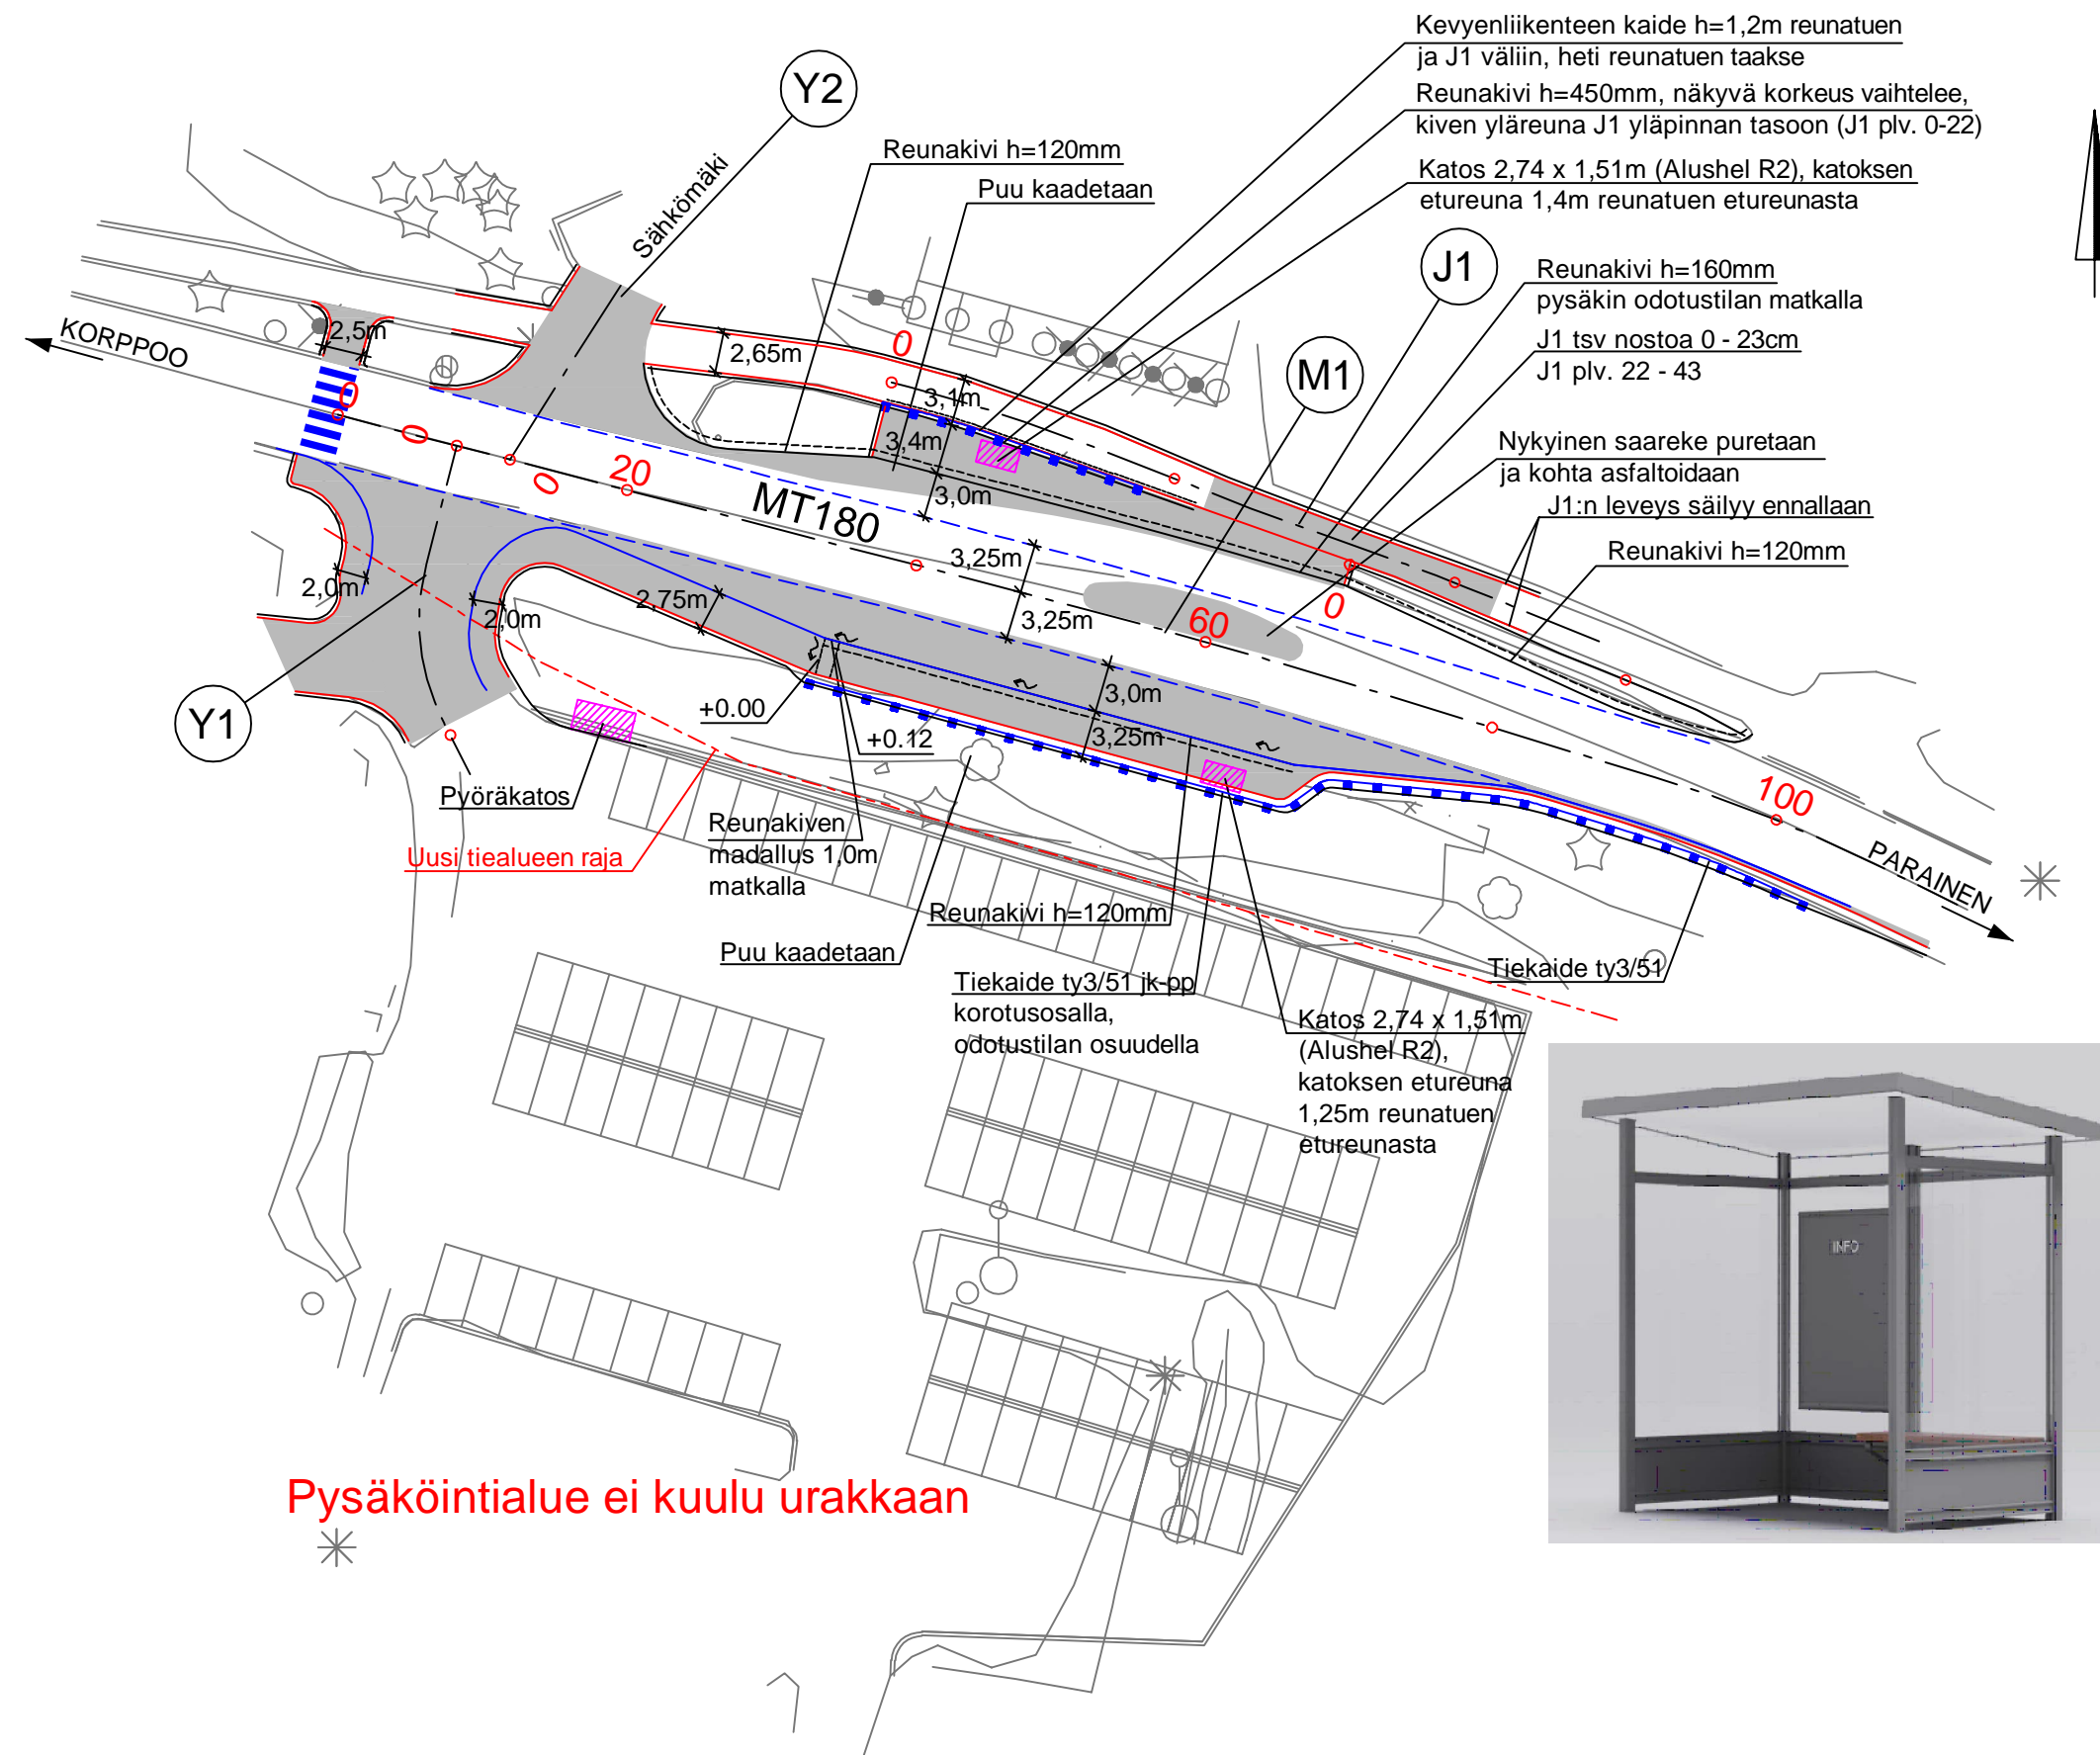 Kevyenliikenteen kaide h=1,2m reunatuen
ja J1 väliin, heti reunatuen taakse
Reunakivi h=450mm, näkyvä korkeus vaihtelee,
kiven yläreuna J1 yläpinnan tasoon (J1 plv. 0-22)
Katos 2,74 x 1,51m (Alushel R2), katoksen
etureuna 1,4m reunatuen etureunasta
Y2
Reunakivi h=120mm
Puu kaadetaan
Sähkömäki
J1
Reunakivi h=160mm
pysäkin odotustilan matkalla
J1 tsv nostoa 0 - 23cm
J1 plv. 22 - 43
M1
Nykyinen saareke puretaan
ja kohta asfaltoidaan
J1:n leveys säilyy ennallaan
Reunakivi h=120mm
KORPPOO
2,5m
2,65m
0
3,1m
3,4m
3,0m
0
0
0
20
MT180
3,25m
3,25m
60
0
2,0m
2,0m
2,75m
3,0m
3,25m
100
PARAINEN
Y1
+0.00
+0.12
Pyöräkatos
Uusi tiealueen raja
Reunakiven
madallus 1,0m
matkalla
Puu kaadetaan
Reunakivi h=120mm
Tiekaide ty3/51 jk-pp
korotusosalla,
odotustilan osuudella
Tiekaide ty3/51
Katos 2,74 x 1,51m
(Alushel R2),
katoksen etureuna
1,25m reunatuen
etureunasta
INFO
Pysäköintialue ei kuulu urakkaan